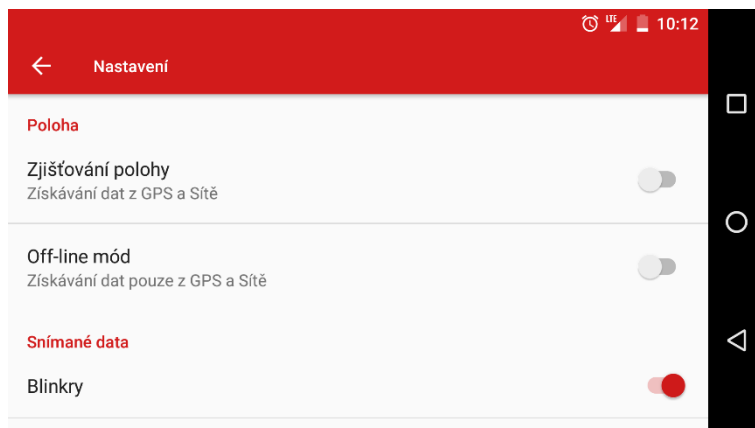 LTE 10:12
Nastavení
Poloha
Zjišťování polohy
Získávání dat z GPS a Sítě
Off-line mód
Získávání dat pouze z GPS a Sítě
Snímané data
Blinkry